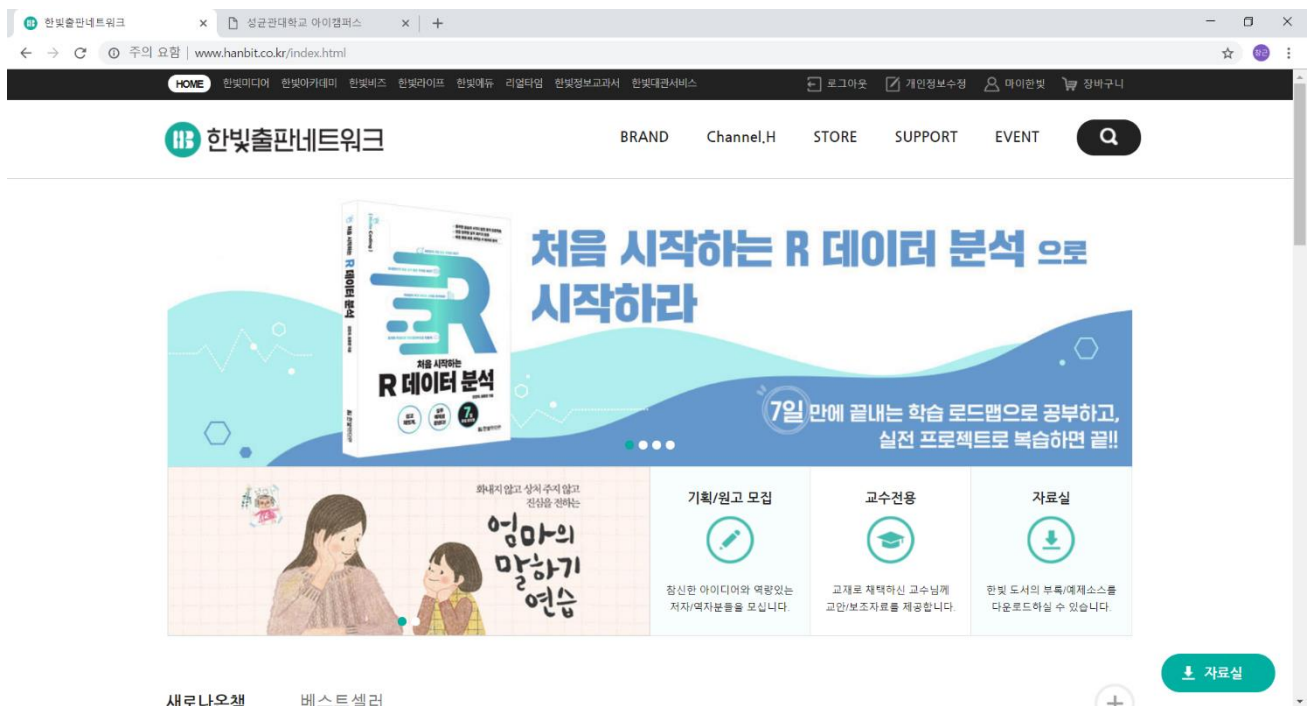 한빛출판네트워크
성균관대학교 아이캠퍼스
주의 요함 | www.hanbit.co.kr/index.html
창근
HOME 한빛미디어 한빛아카데미 한빛비즈 한빛라이프 한빛에듀 리얼타임 한빛정보교과서 한빛대관서비스 로그아웃 개인정보수정 마이한빛 장바구니
한빛출판네트워크
BRAND Channel.H STORE SUPPORT EVENT
처음 시작하는 R 데이터 분석 으로
시작하라
처음 시작하는 R 데이터 분석
처음 시작하는
R 데이터 분석
7일 만에 끝내는 학습 로드맵으로 공부하고,
실전 프로젝트로 복습하면 끝!!
화내지 않고 상처 주지 않고
진심을 전하는
엄마의
말하기
연습
기획/원고 모집
참신한 아이디어와 역량있는
저자/역자분들을 모십니다.
교수전용
교재로 채택하신 교수님께
교안/보조자료를 제공합니다.
자료실
한빛 도서의 부록/예제소스를
다운로드하실 수 있습니다.
자료실
새로나온책 베스트셀러